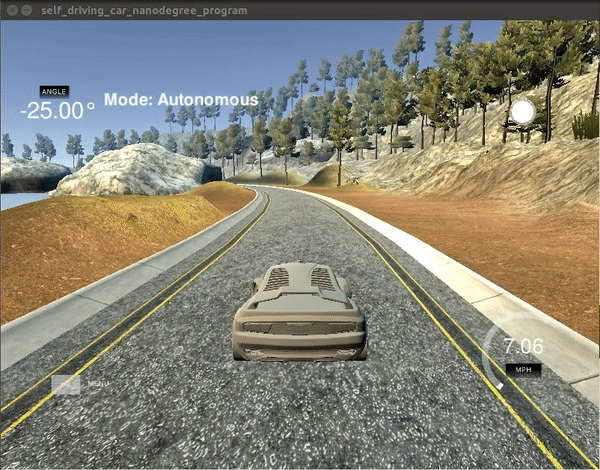 self_driving_car_nanodegree_program
ANGLE
-25.00°
Mode: Autonomous
7.06
MPH
MENU